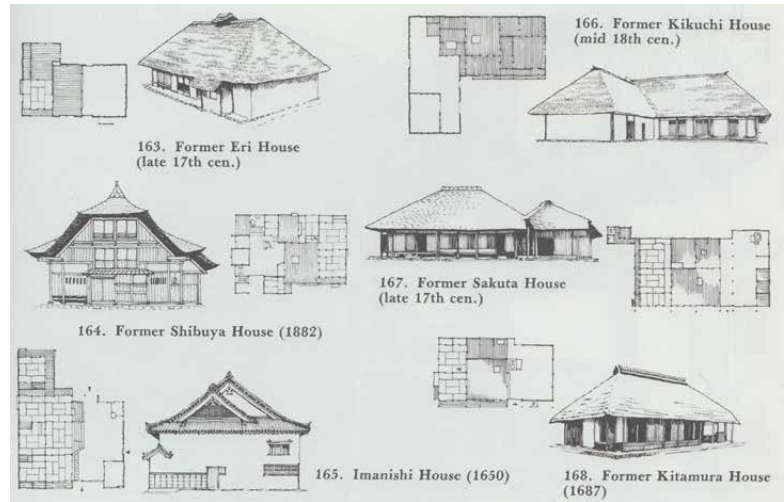 163. Former Eri House
(late 17th cen.)
164. Former Shibuya House (1882)
165. Imanishi House (1650)
166. Former Kikuchi House
(mid 18th cen.)
167. Former Sakuta House
(late 17th cen.)
168. Former Kitamura House
(1687)